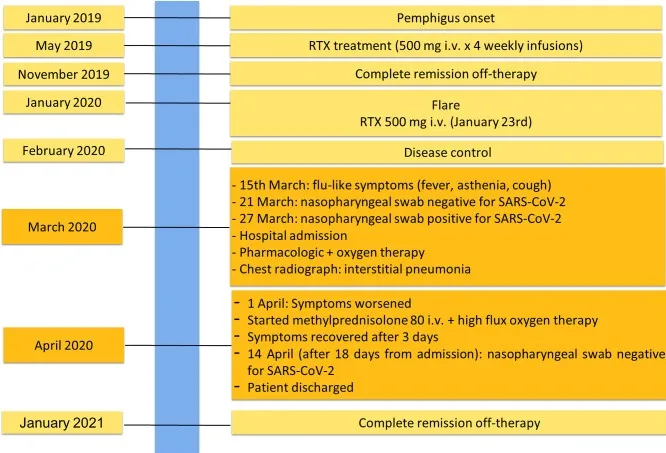 January 2019
Pemphigus onset
May 2019
RTX treatment (500 mg i.v. x 4 weekly infusions)
November 2019
Complete remission off-therapy
January 2020
Flare
RTX 500 mg i.v. (January 23rd)
February 2020
Disease control
March 2020
- 15th March: flu-like symptoms (fever, asthenia, cough)
- 21 March: nasopharyngeal swab negative for SARS-CoV-2
- 27 March: nasopharyngeal swab positive for SARS-CoV-2
- Hospital admission
- Pharmacologic + oxygen therapy
- Chest radiograph: interstitial pneumonia
April 2020
- 1 April: Symptoms worsened
- Started methylprednisolone 80 i.v. + high flux oxygen therapy
- Symptoms recovered after 3 days
- 14 April (after 18 days from admission): nasopharyngeal swab negative
for SARS-CoV-2
- Patient discharged
January 2021
Complete remission off-therapy